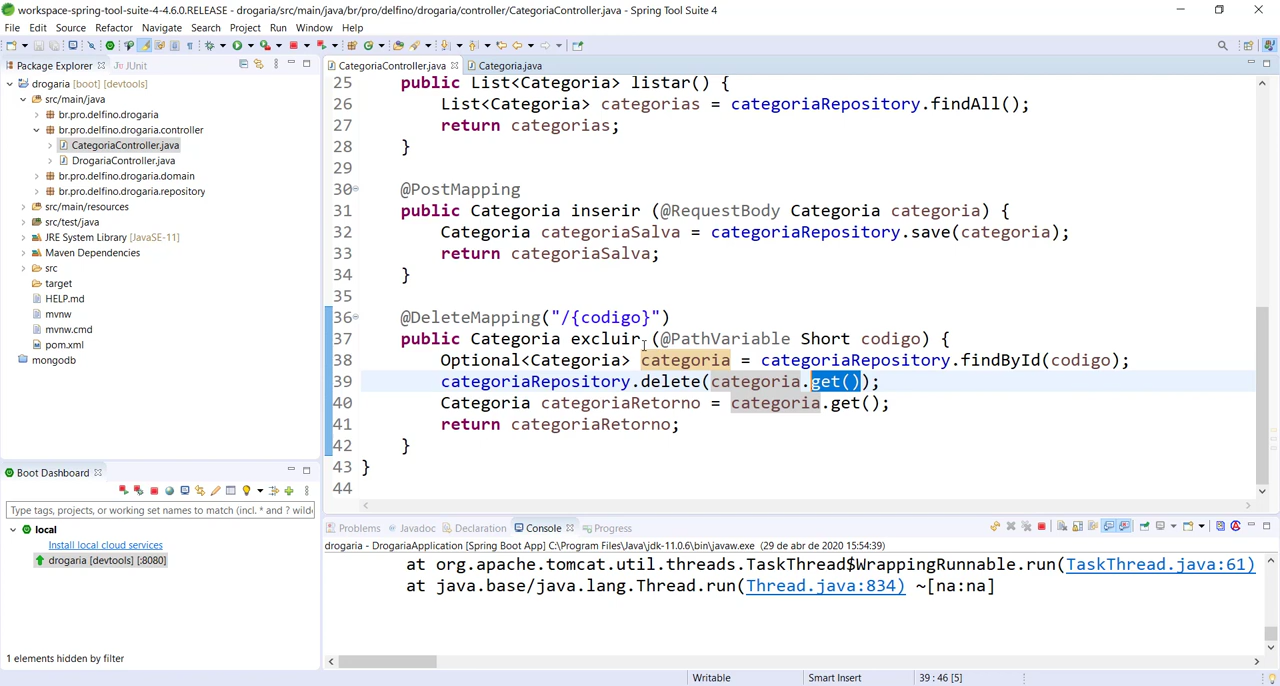 workspace-spring-tool-suite-4-4.6.0.RELEASE - drogaria/src/main/java/br/pro/delfino/drogaria/controller/CategoriaController.java - Spring Tool Suite 4
File Edit Source Refactor Navigate Search Project Run Window Help
Package Explorer JUnit
drogaria [boot] [devtools]
src/main/java
br.pro.delfino.drogaria
br.pro.delfino.drogaria.controller
CategoriaController.java
DrogariaController.java
br.pro.delfino.drogaria.domain
br.pro.delfino.drogaria.repository
src/main/resources
src/test/java
JRE System Library [JavaSE-11]
Maven Dependencies
src
target
HELP.md
mvnw
mvnw.cmd
pom.xml
mongodb
CategoriaController.java Categoria.java
25 public List<Categoria> listar() {
26 List<Categoria> categorias = categoriaRepository.findAll();
27 return categorias;
28 }
29
30 @PostMapping
31 public Categoria inserir (@RequestBody Categoria categoria) {
32 Categoria categoriaSalva = categoriaRepository.save(categoria);
33 return categoriaSalva;
34 }
35
36 @DeleteMapping("/{codigo}")
37 public Categoria excluir (@PathVariable Short codigo) {
38 Optional<Categoria> categoria = categoriaRepository.findById(codigo);
39 categoriaRepository.delete(categoria.get());
40 Categoria categoriaRetorno = categoria.get();
41 return categoriaRetorno;
42 }
43 }
44
Boot Dashboard
Type tags, projects, or working set names to match (incl. * and ? wild
local
Install local cloud services
drogaria [devtools] [:8080]
1 elements hidden by filter
Problems Javadoc Declaration Console Progress
drogaria - DrogariaApplication [Spring Boot App] C:\Program Files\Java\jdk-11.0.6\bin\javaw.exe (29 de abr de 2020 15:54:39)
at org.apache.tomcat.util.threads.TaskThread$WrappingRunnable.run(TaskThread.java:61)
at java.base/java.lang.Thread.run(Thread.java:834) ~[na:na]
Writable Smart Insert 39 : 46 [5]